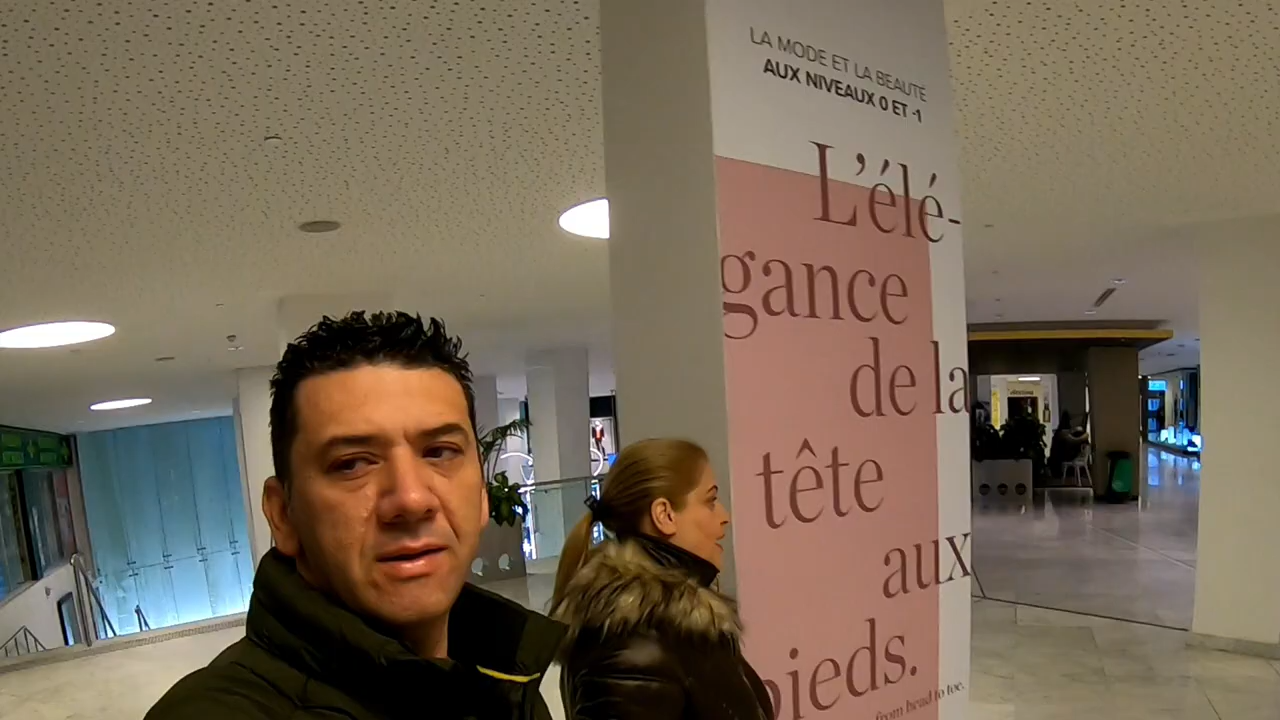 LA MODE ET LA BEAUTÉ
AUX NIVEAUX 0 ET -1
L'élé-
gance
de la
tête
aux
pieds.
from head to toe.